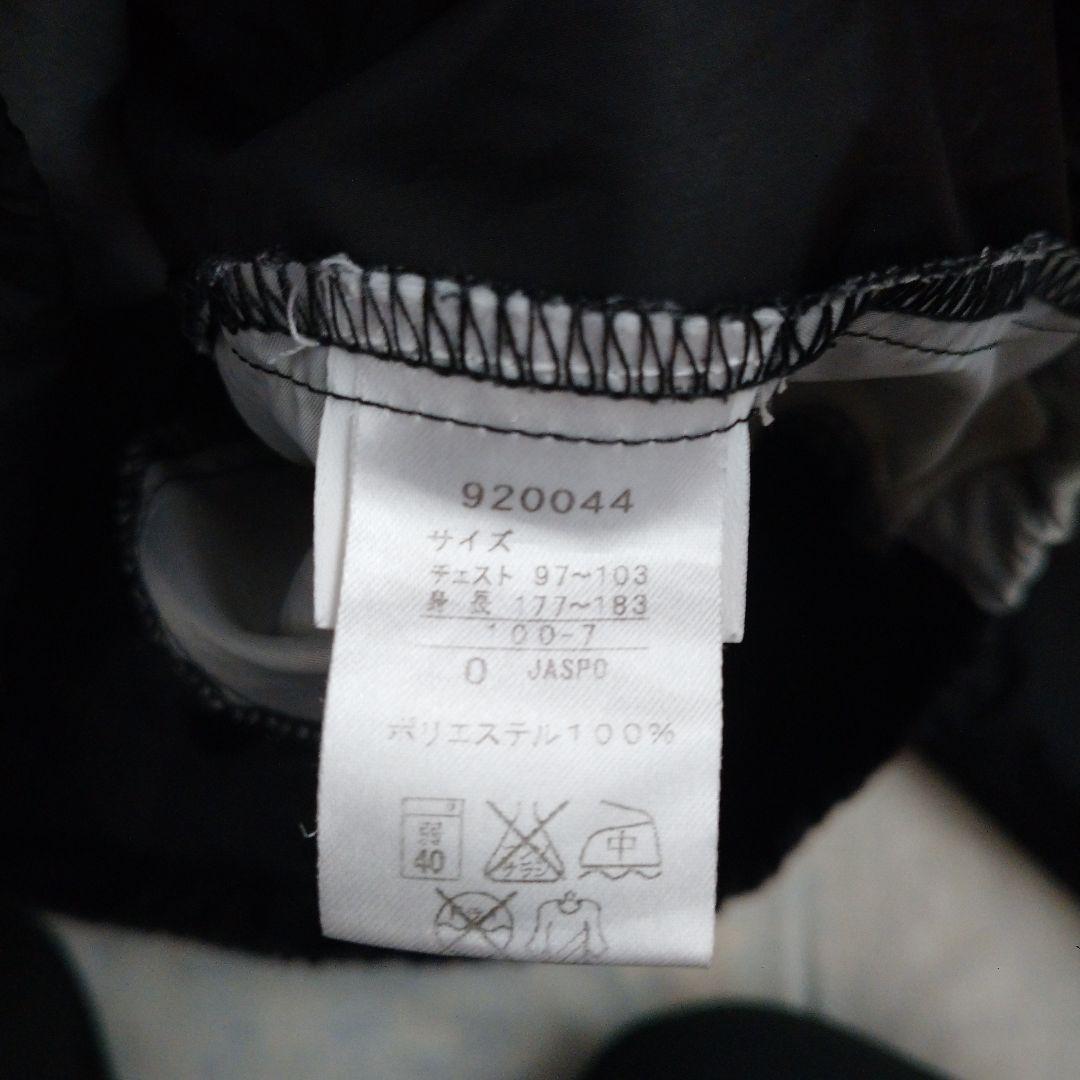 920044
サイズ
チェスト 97～103
身長 177～183
100-7
O JASPO
ポリエステル100%
40
中